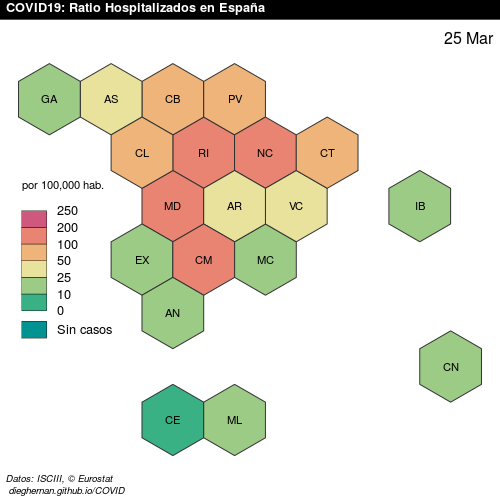 COVID19: Ratio Hospitalizados en España
25 Mar
GA AS CB PV
CL RI NC CT
MD AR VC IB
EX CM MC
AN
CN
CE ML
por 100,000 hab.
250
200
100
50
25
10
0
Sin casos
Datos: ISCIII, © Eurostat
dieghernan.github.io/COVID